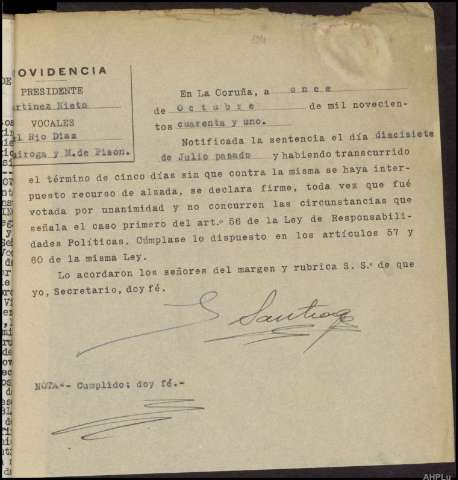 PROVIDENCIA
PRESIDENTE
Martinez Nieto
VOCALES
el Rio Diaz
uiroga y M. de Pison.
En La Coruña, a once
de Octubre de mil novecien-
tos cuarenta y uno.
Notificada la sentencia el día diecisiete
de Julio pasado y habiendo transcurrido
el término de cinco días sin que contra la misma se haya inter-
puesto recurso de alzada, se declara firme, toda vez que fué
votada por unanimidad y no concurren las circunstancias que
señala el caso primero del art.º 56 de la Ley de Responsabili-
dades Políticas. Cúmplase lo dispuesto en los artículos 57 y
60 de la misma Ley.
Lo acordaron los señores del margen y rubrica S. S.ª de que
yo, Secretario, doy fé.
Santiago
NOTA.- Cumplido; doy fé.-
AHPLu